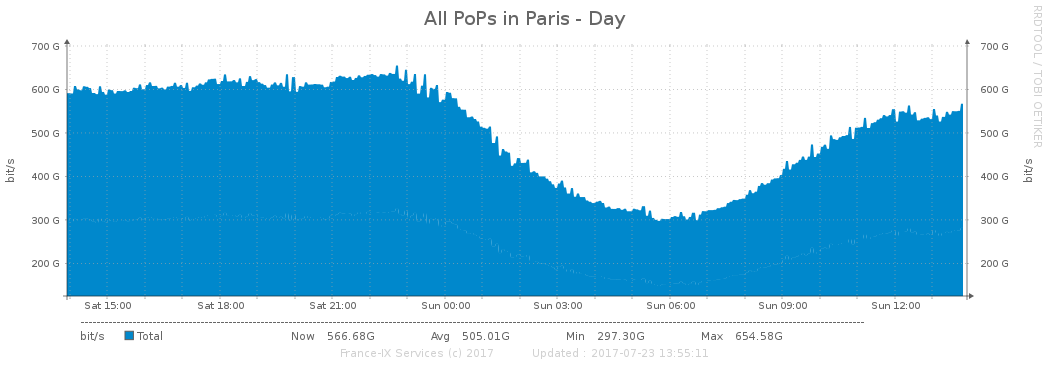 All PoPs in Paris - Day
RRDTOOL / TOBI OETIKER
700 G 700 G
600 G 600 G
500 G 500 G
400 G 400 G
300 G 300 G
200 G 200 G
bit/s bit/s
Sat 15:00 Sat 18:00 Sat 21:00 Sun 00:00 Sun 03:00 Sun 06:00 Sun 09:00 Sun 12:00
bit/s Total Now 566.68G Avg 505.01G Min 297.30G Max 654.58G
France-IX Services (c) 2017 Updated : 2017-07-23 13:55:11